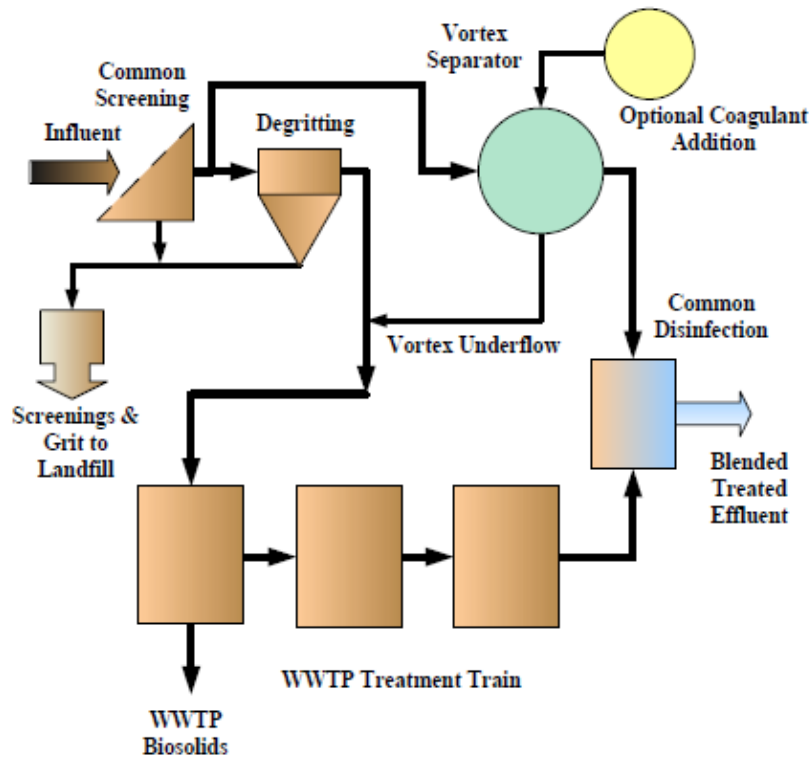 Vortex
Separator
Common
Screening
Optional Coagulant
Addition
Influent
Degritting
Common
Disinfection
Vortex Underflow
Screenings &
Grit to
Landfill
Blended
Treated
Effluent
WWTP Treatment Train
WWTP
Biosolids